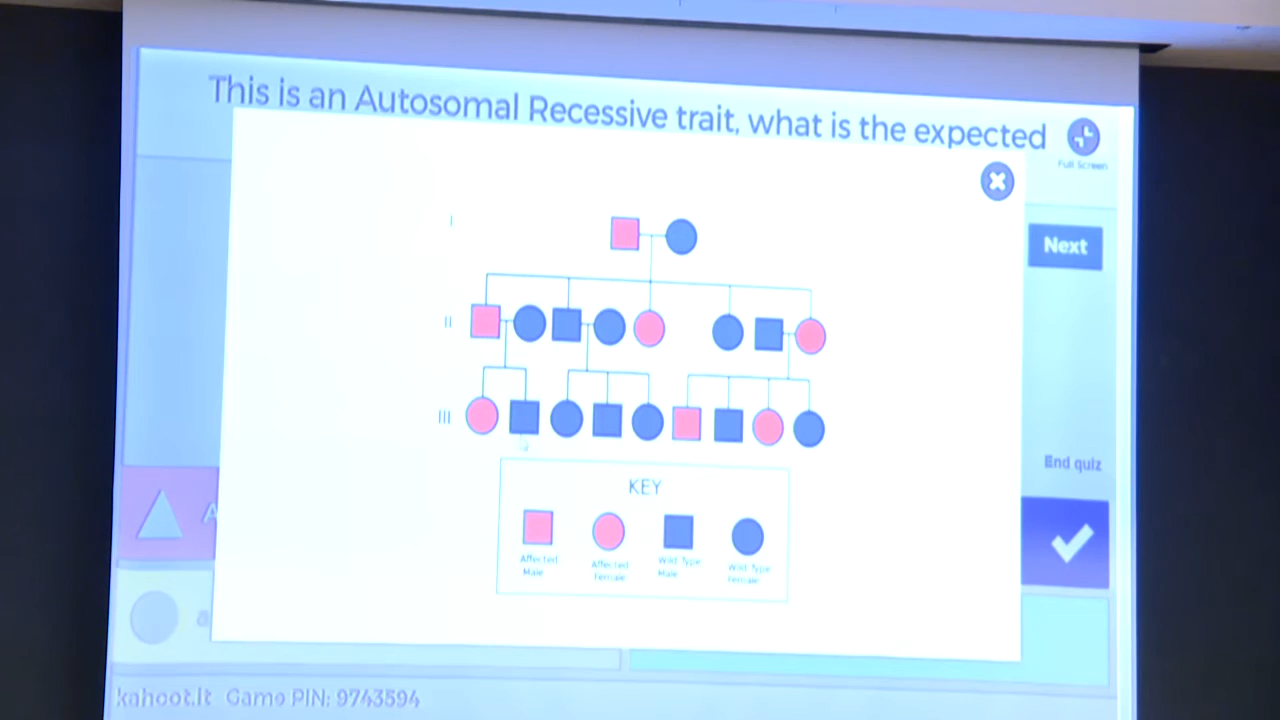 This is an Autosomal Recessive trait, what is the expected
Full Screen
I
Next
II
III
End quiz
KEY
Affected Male
Affected Female
Wild Type Male
Wild Type Female
A
a
kahoot.it Game PIN: 9743594